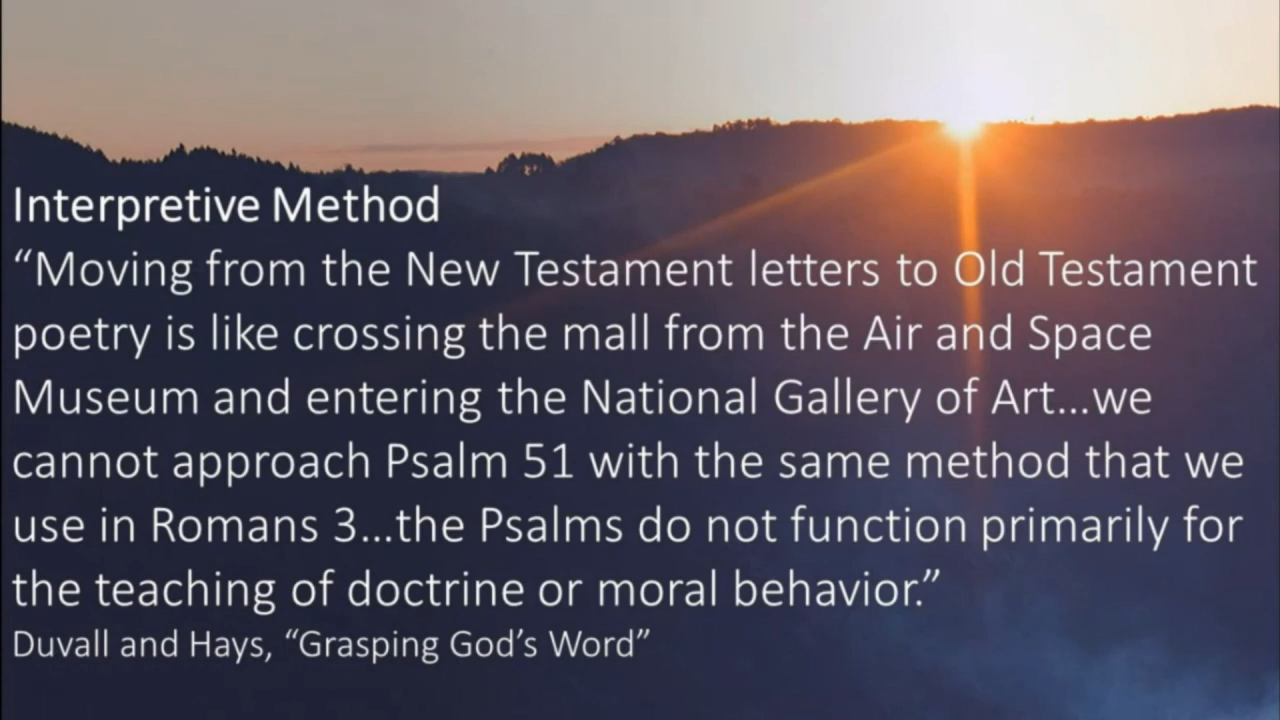 Interpretive Method
“Moving from the New Testament letters to Old Testament
poetry is like crossing the mall from the Air and Space
Museum and entering the National Gallery of Art...we
cannot approach Psalm 51 with the same method that we
use in Romans 3...the Psalms do not function primarily for
the teaching of doctrine or moral behavior.”
Duvall and Hays, “Grasping God’s Word”